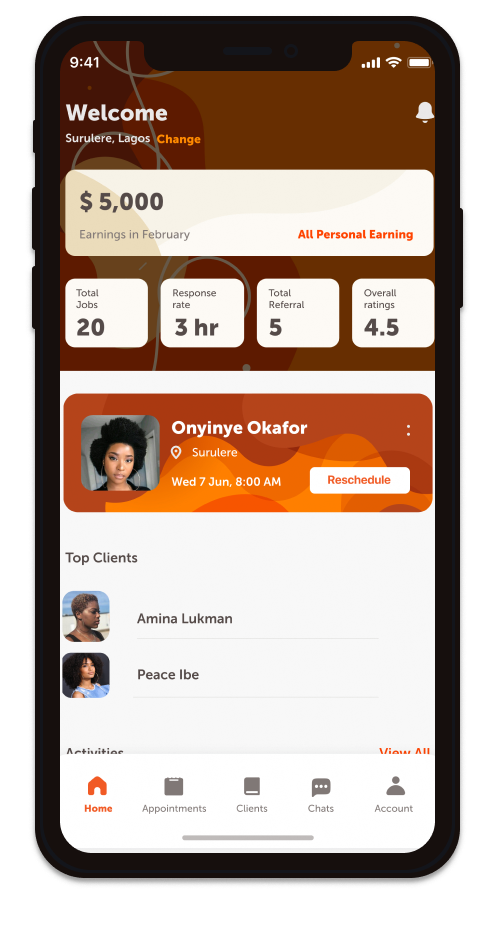 9:41
Welcome
Surulere, Lagos Change
$ 5,000
Earnings in February
All Personal Earning
Total
Jobs
20
Response
rate
3 hr
Total
Referral
5
Overall
ratings
4.5
Onyinye Okafor
Surulere
Wed 7 Jun, 8:00 AM
Reschedule
Top Clients
Amina Lukman
Peace Ibe
Activities
View All
Home
Appointments
Clients
Chats
Account